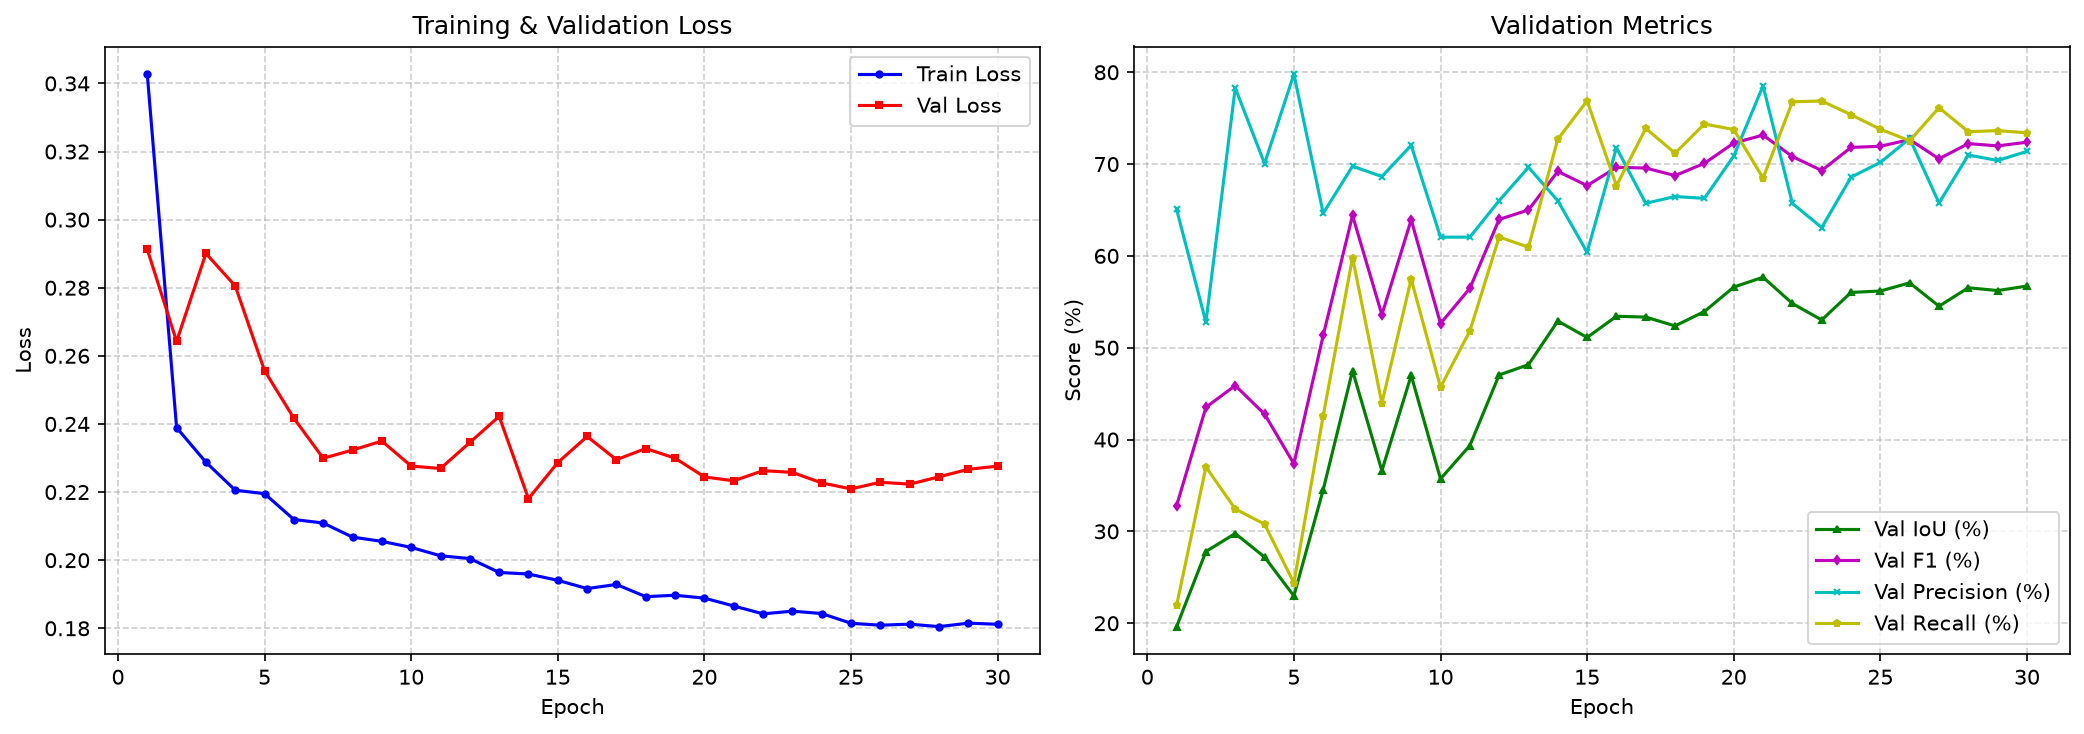 Training & Validation Loss
Train Loss
Val Loss
Loss
0.34
0.32
0.30
0.28
0.26
0.24
0.22
0.20
0.18
0 5 10 15 20 25 30
Epoch
Validation Metrics
Score (%)
80
70
60
50
40
30
20
Val IoU (%)
Val F1 (%)
Val Precision (%)
Val Recall (%)
0 5 10 15 20 25 30
Epoch